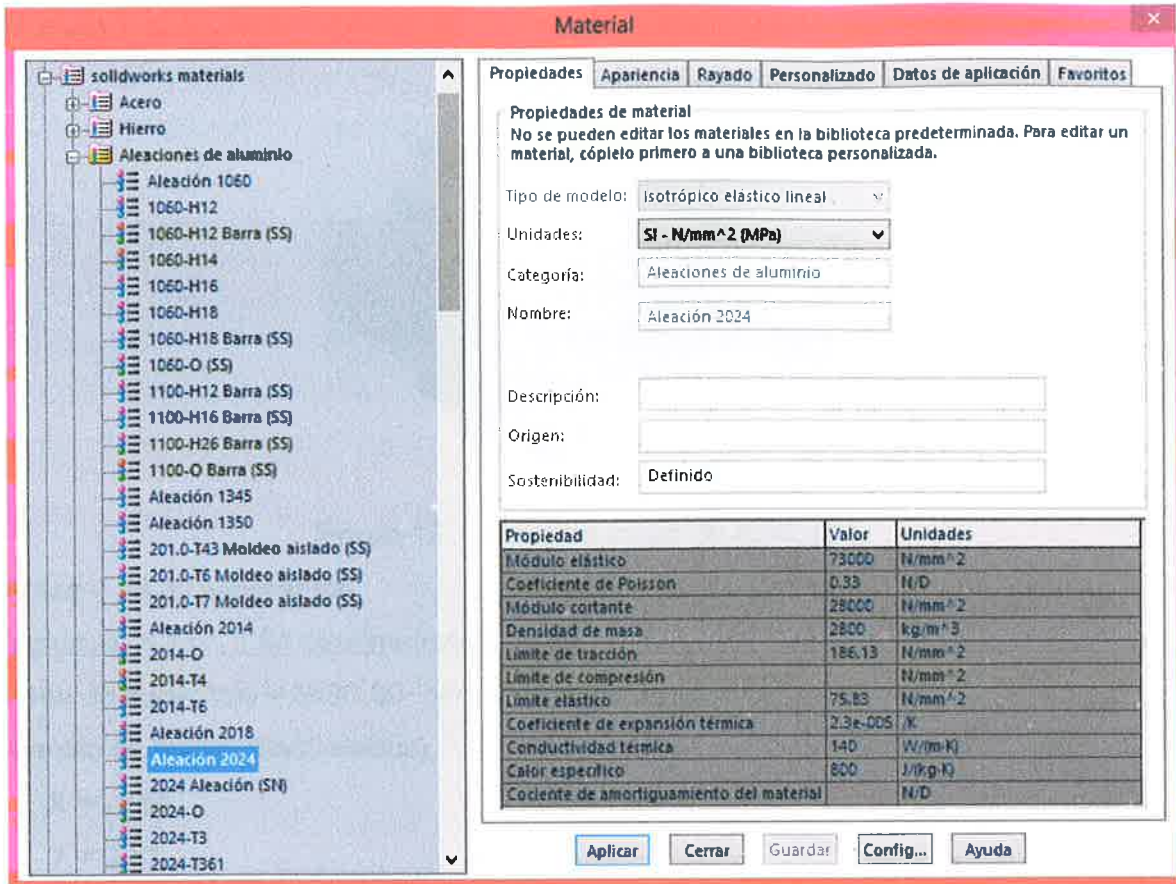 Material
solidworks materials
Acero
Hierro
Aleaciones de aluminio
Aleación 1060
1060-H12
1060-H12 Barra (SS)
1060-H14
1060-H16
1060-H18
1060-H18 Barra (SS)
1060-O (SS)
1100-H12 Barra (SS)
1100-H16 Barra (SS)
1100-H26 Barra (SS)
1100-O Barra (SS)
Aleación 1345
Aleación 1350
201.0-T43 Moldeo aislado (SS)
201.0-T6 Moldeo aislado (SS)
201.0-T7 Moldeo aislado (SS)
Aleación 2014
2014-O
2014-T4
2014-T6
Aleación 2018
Aleación 2024
2024 Aleación (SN)
2024-O
2024-T3
2024-T361
Propiedades Apariencia Rayado Personalizado Datos de aplicación Favoritos
Propiedades de material
No se pueden editar los materiales en la biblioteca predeterminada. Para editar un
material, cópielo primero a una biblioteca personalizada.
Tipo de modelo: Isotrópico elástico lineal
Unidades: SI - N/mm^2 (MPa)
Categoría: Aleaciones de aluminio
Nombre: Aleación 2024
Descripción:
Origen:
Sostenibilidad: Definido
Propiedad Valor Unidades
Módulo elástico 73000 N/mm^2
Coeficiente de Poisson 0.33 N/D
Módulo cortante 28000 N/mm^2
Densidad de masa 2800 kg/m^3
Límite de tracción 186.13 N/mm^2
Límite de compresión N/mm^2
Límite elástico 75.83 N/mm^2
Coeficiente de expansión térmica 2.3e-005 /K
Conductividad térmica 140 W/(m·K)
Calor específico 800 J/(kg·K)
Cociente de amortiguamiento del material N/D
Aplicar Cerrar Guardar Config... Ayuda